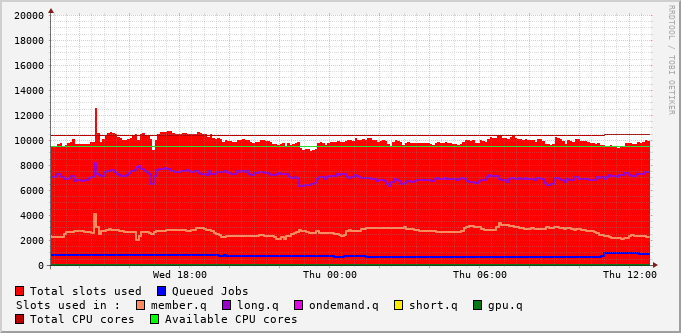 20000
18000
16000
14000
12000
10000
8000
6000
4000
2000
0
Wed 18:00 Thu 00:00 Thu 06:00 Thu 12:00
Total slots used Queued Jobs
Slots used in : member.q long.q ondemand.q short.q gpu.q
Total CPU cores Available CPU cores
RRDTOOL / TOBI OETIKER